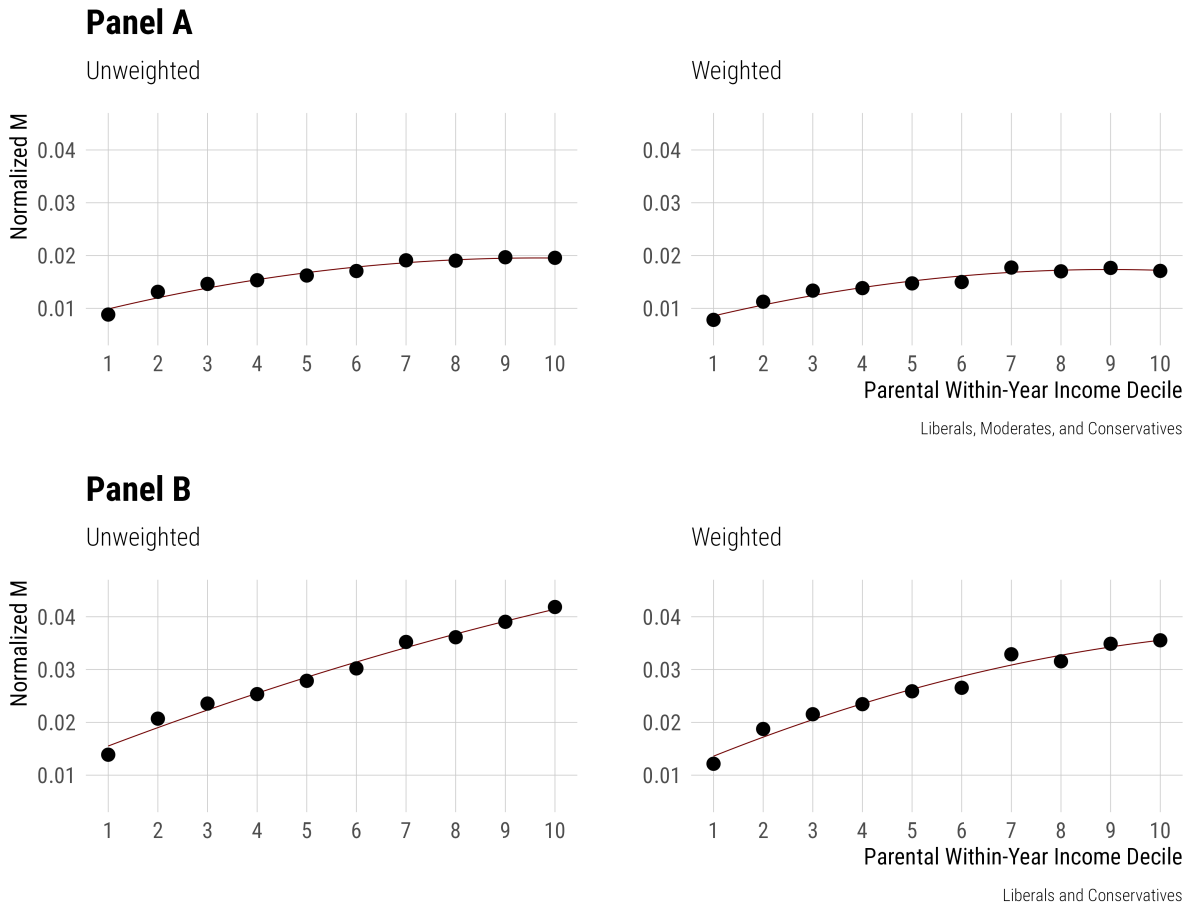 Panel A
Unweighted
Weighted
Normalized M
0.04
0.03
0.02
0.01
1 2 3 4 5 6 7 8 9 10
0.04
0.03
0.02
0.01
1 2 3 4 5 6 7 8 9 10
Parental Within-Year Income Decile
Liberals, Moderates, and Conservatives
Panel B
Unweighted
Weighted
Normalized M
0.04
0.03
0.02
0.01
1 2 3 4 5 6 7 8 9 10
0.04
0.03
0.02
0.01
1 2 3 4 5 6 7 8 9 10
Parental Within-Year Income Decile
Liberals and Conservatives